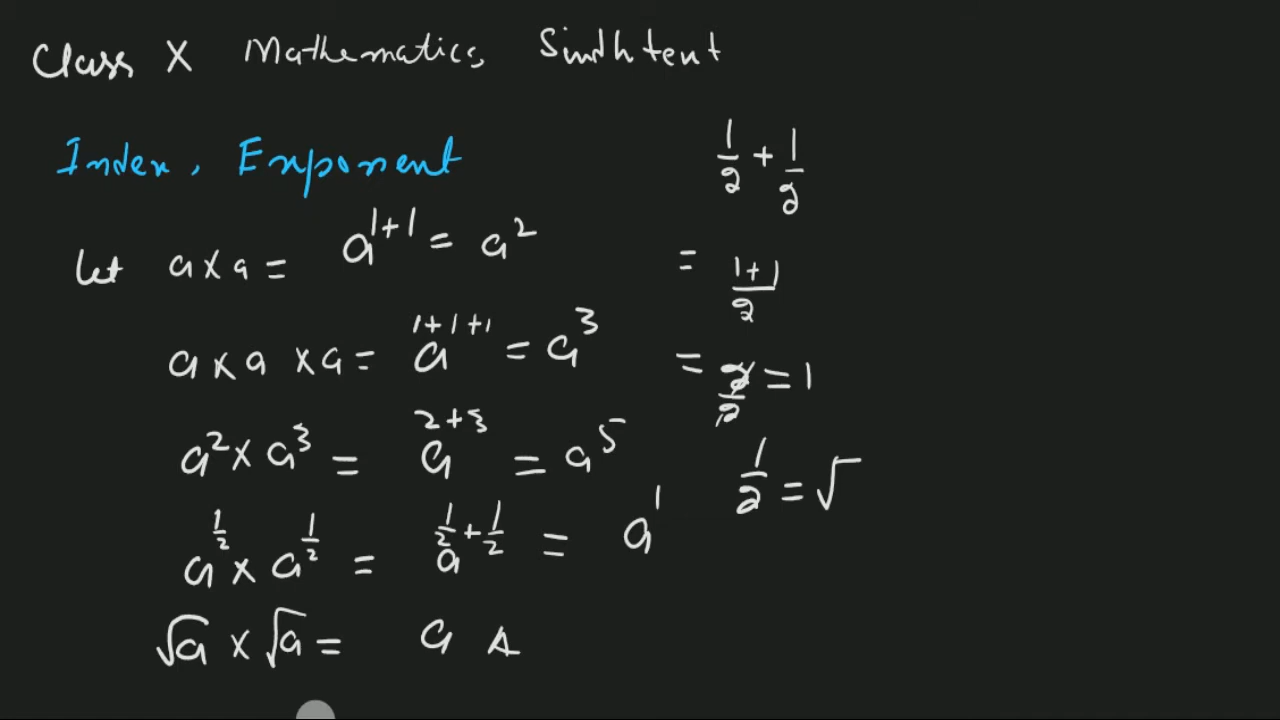 Class X Mathematics, Sindh text
Index, Exponent
Let a × a = a^{1+1} = a^2
a × a × a = a^{1+1+1} = a^3
a^2 × a^3 = a^{2+3} = a^5
a^{1/2} × a^{1/2} = a^{1/2 + 1/2} = a^1
√a × √a = a
1/2 + 1/2
= (1+1)/2
= 2/2 = 1
1/2 = √